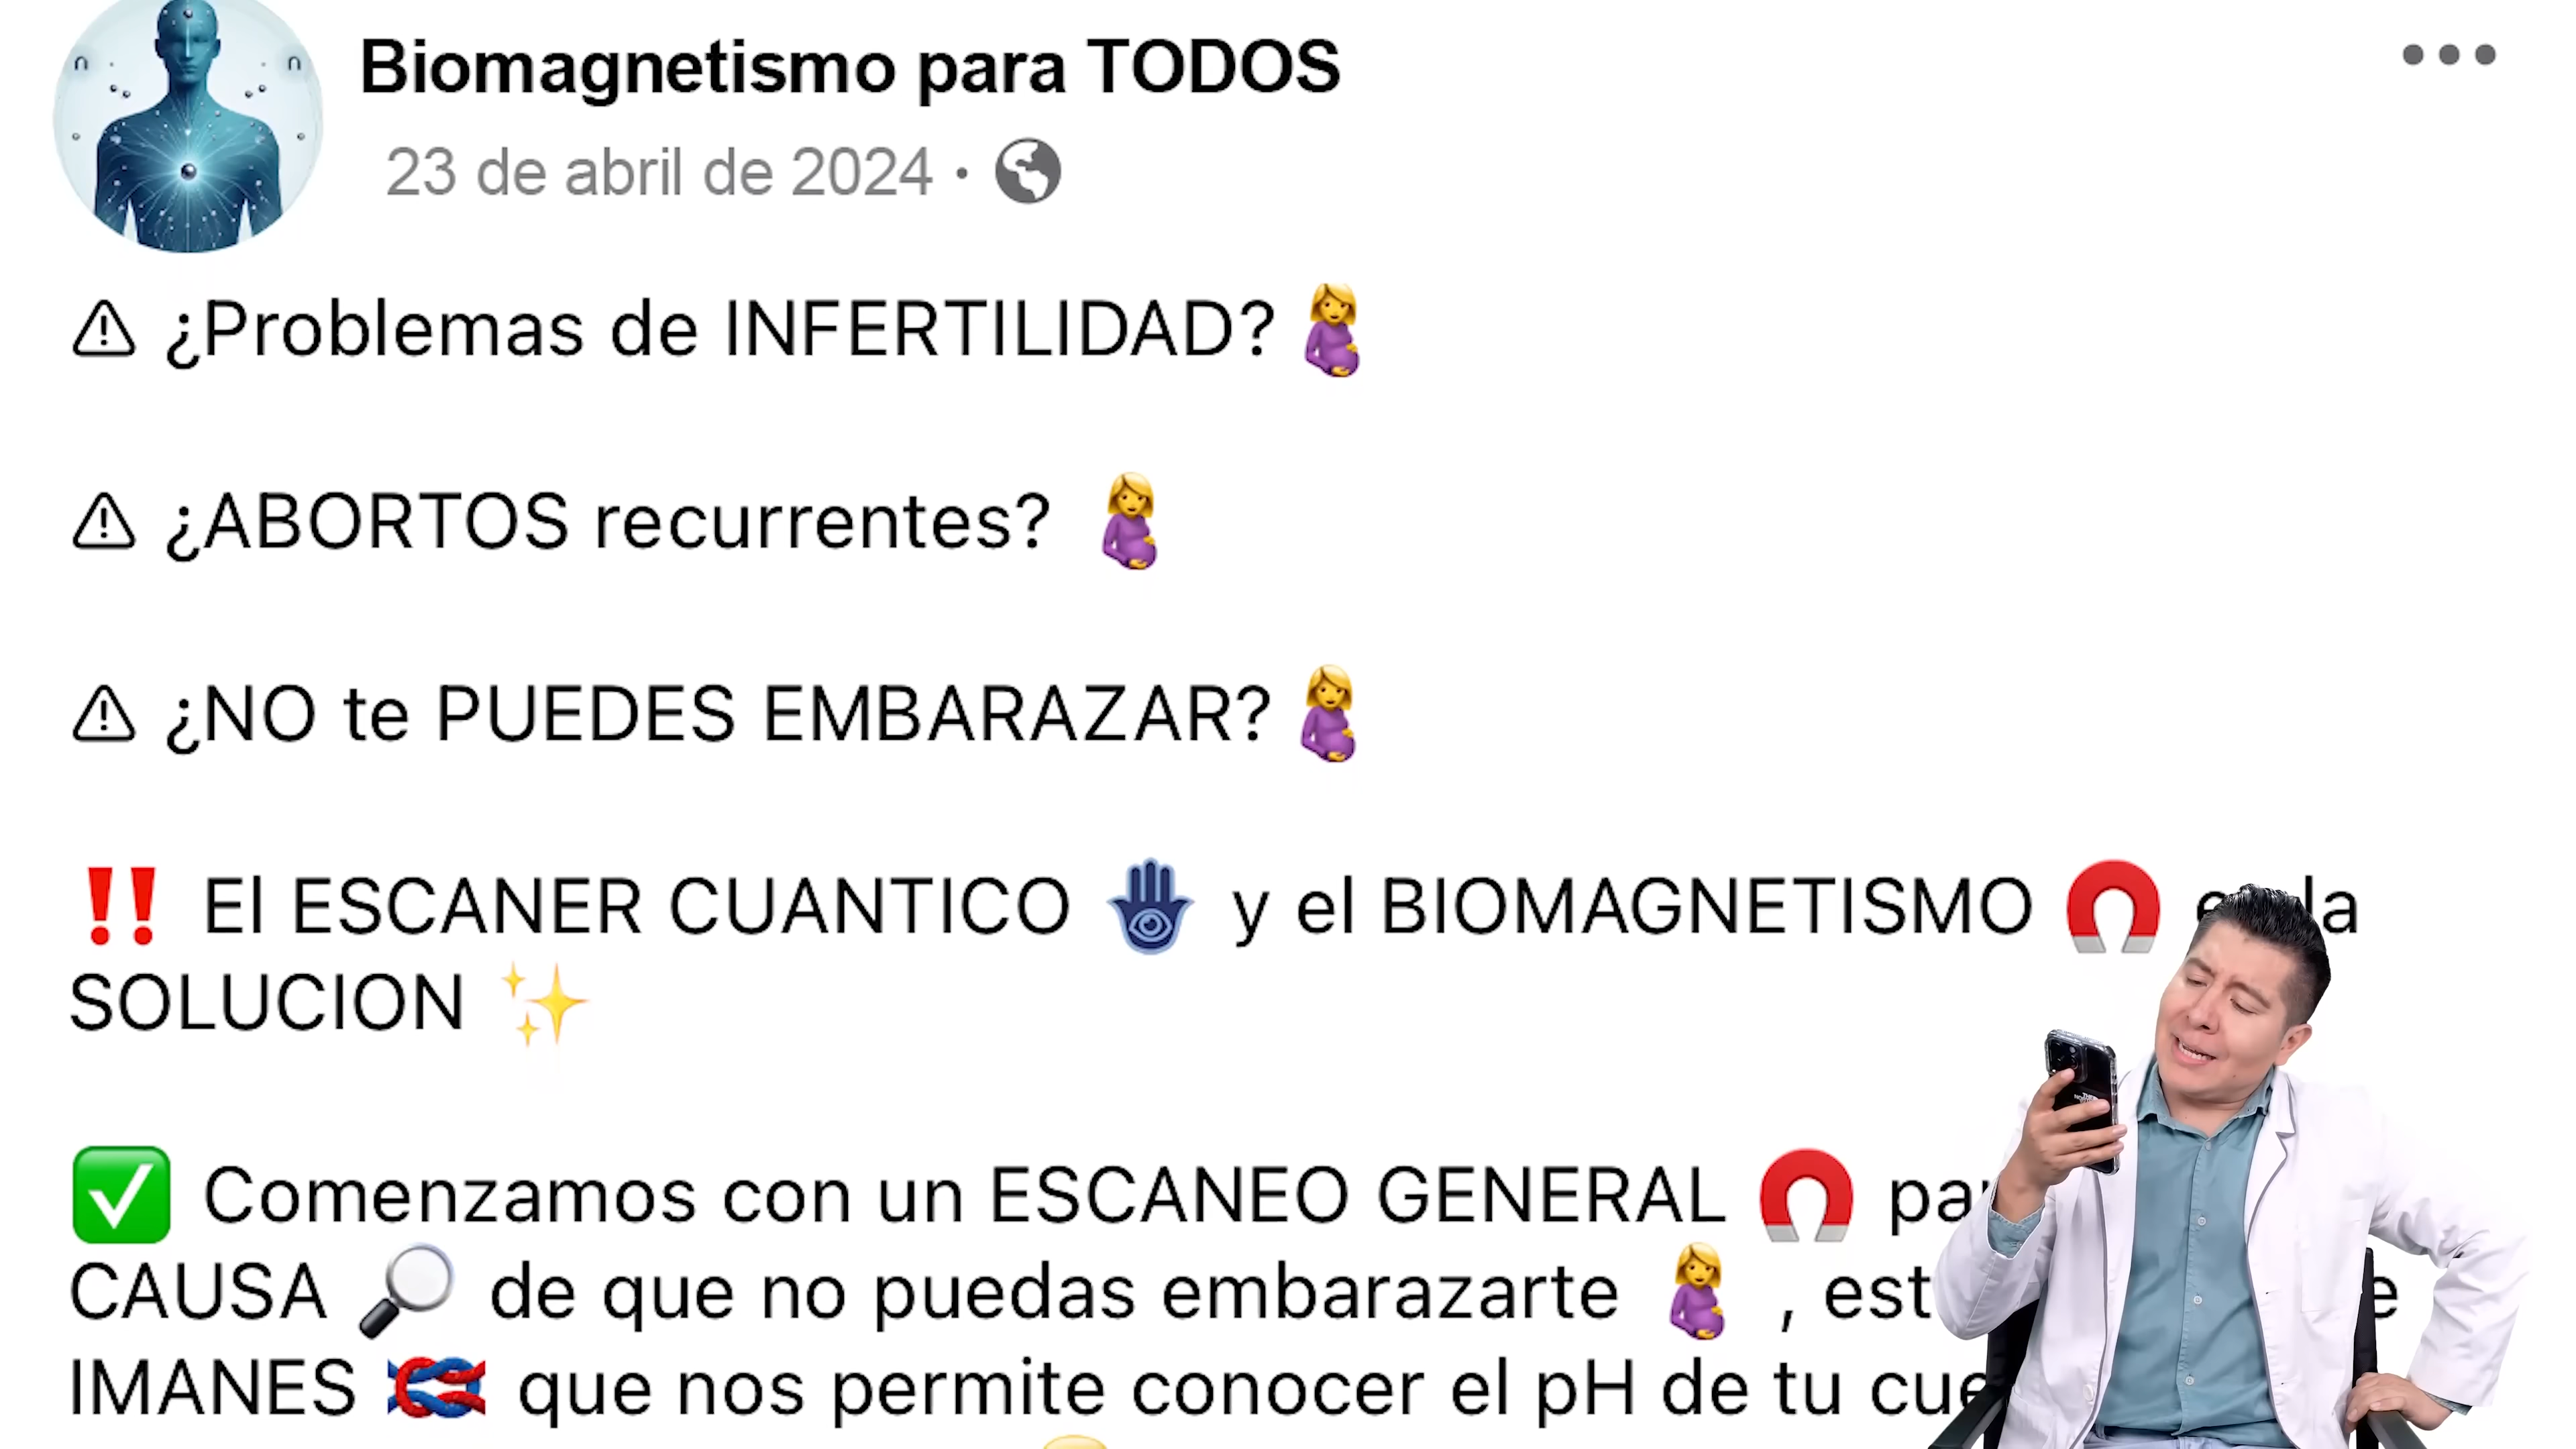 Biomagnetismo para TODOS
23 de abril de 2024 ·
⚠ ¿Problemas de INFERTILIDAD? 🤰
⚠ ¿ABORTOS recurrentes? 🤰
⚠ ¿NO te PUEDES EMBARAZAR? 🤰
‼️ El ESCANER CUANTICO 🪬 y el BIOMAGNETISMO 🧲 la
SOLUCION ✨
✅ Comenzamos con un ESCANEO GENERAL 🧲
CAUSA 🔎 de que no puedas embarazarte 🤰 ,
IMANES 🪢 que nos permite conocer el pH de tu